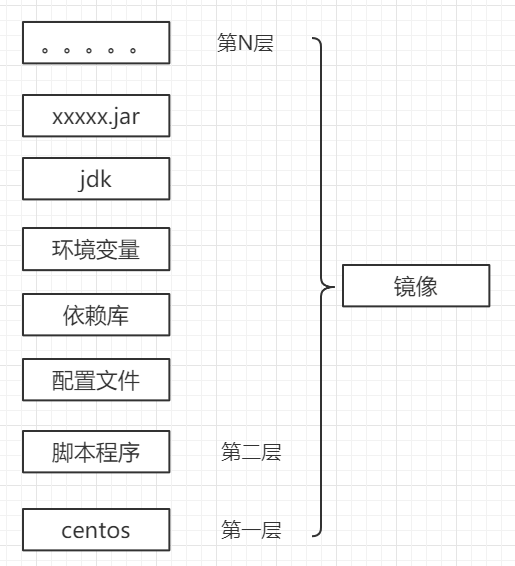 。。。。。 第N层
xxxxx.jar
jdk
环境变量
依赖库
镜像
配置文件
脚本程序 第二层
centos 第一层